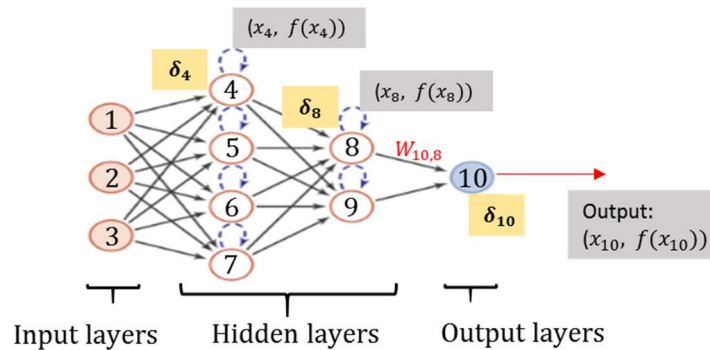 (x₄, f(x₄))
δ₄
4
(x₈, f(x₈))
δ₈
1
5
8
W₁₀,₈
2
10
6
9
3
δ₁₀
Output:
(x₁₀, f(x₁₀))
7
Input layers
Hidden layers
Output layers